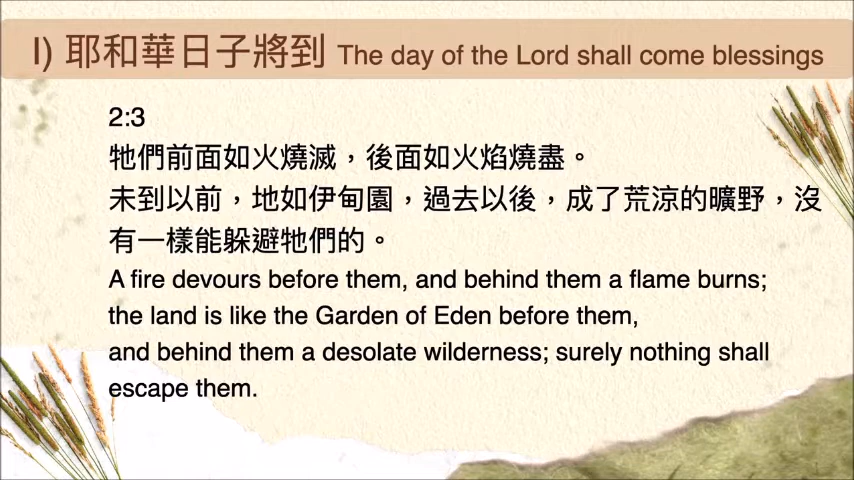 I) 耶和華日子將到 The day of the Lord shall come blessings
2:3
牠們前面如火燒滅，後面如火焰燒盡。
未到以前，地如伊甸園，過去以後，成了荒涼的曠野，沒
有一樣能躲避牠們的。
A fire devours before them, and behind them a flame burns;
the land is like the Garden of Eden before them,
and behind them a desolate wilderness; surely nothing shall
escape them.